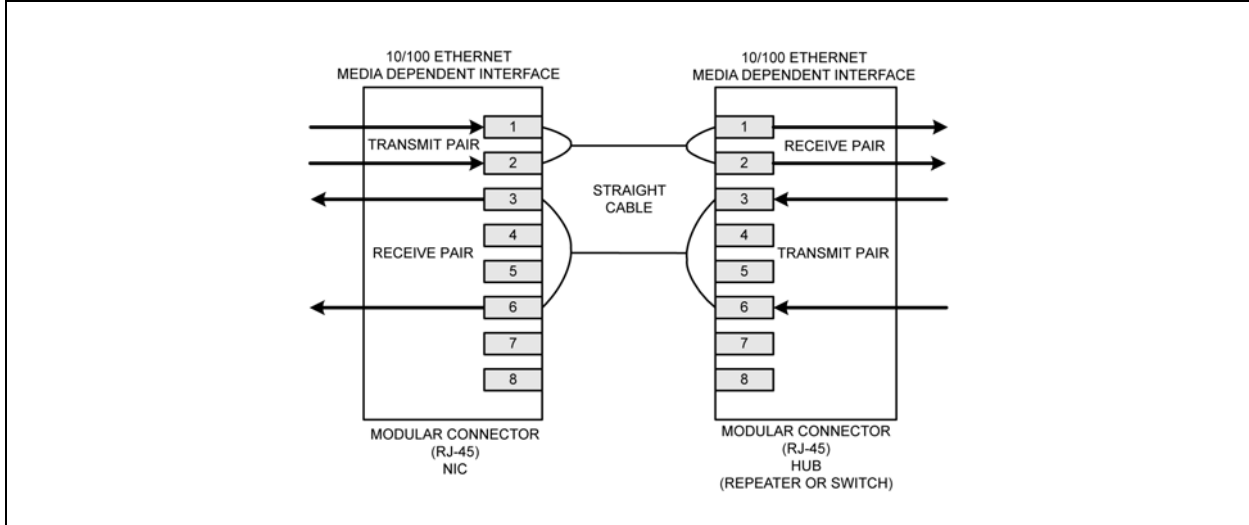 10/100 ETHERNET
MEDIA DEPENDENT INTERFACE
1
TRANSMIT PAIR
2
3
4
RECEIVE PAIR
5
6
7
8
MODULAR CONNECTOR
(RJ-45)
NIC
STRAIGHT
CABLE
10/100 ETHERNET
MEDIA DEPENDENT INTERFACE
1
RECEIVE PAIR
2
3
4
TRANSMIT PAIR
5
6
7
8
MODULAR CONNECTOR
(RJ-45)
HUB
(REPEATER OR SWITCH)